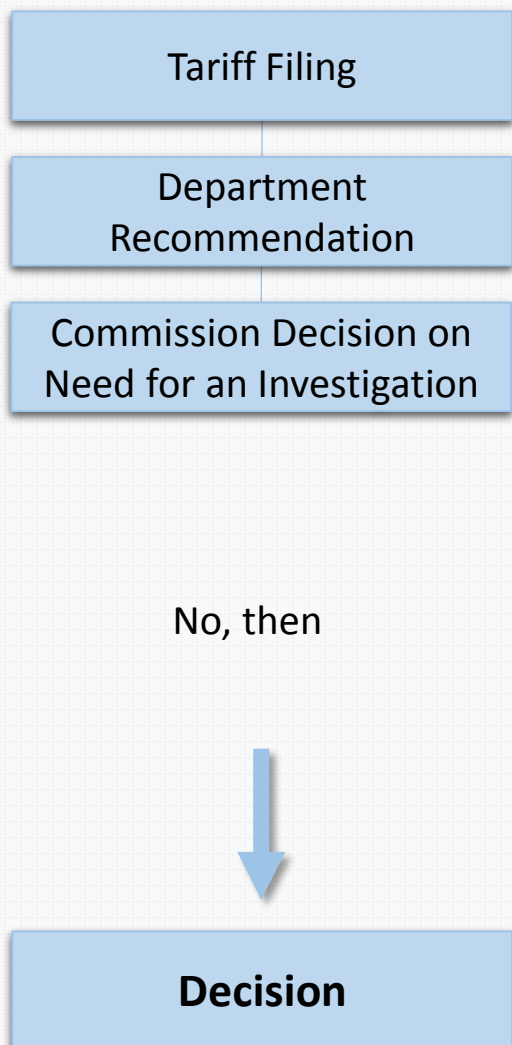 Tariff Filing
Department
Recommendation
Commission Decision on
Need for an Investigation
No, then
Decision